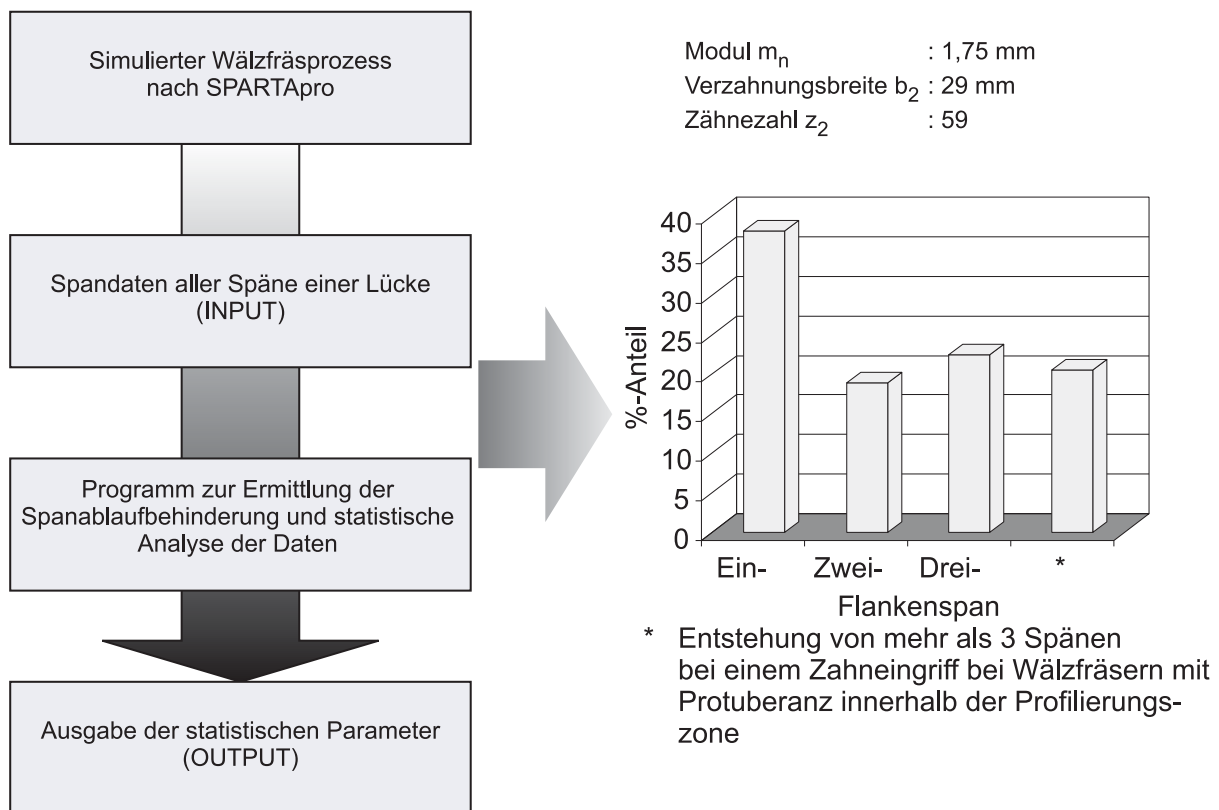 Simulierter Wälzfräsprozess
nach SPARTApro
Spandaten aller Späne einer Lücke
(INPUT)
Programm zur Ermittlung der
Spanablaufbehinderung und statistische
Analyse der Daten
Ausgabe der statistischen Parameter
(OUTPUT)
Modul mn : 1,75 mm
Verzahnungsbreite b2 : 29 mm
Zähnezahl z2 : 59
%-Anteil
40
35
30
25
20
15
10
5
0
Ein- Zwei- Drei- *
Flankenspan
* Entstehung von mehr als 3 Spänen
bei einem Zahneingriff bei Wälzfräsern mit
Protuberanz innerhalb der Profilierungs-
zone